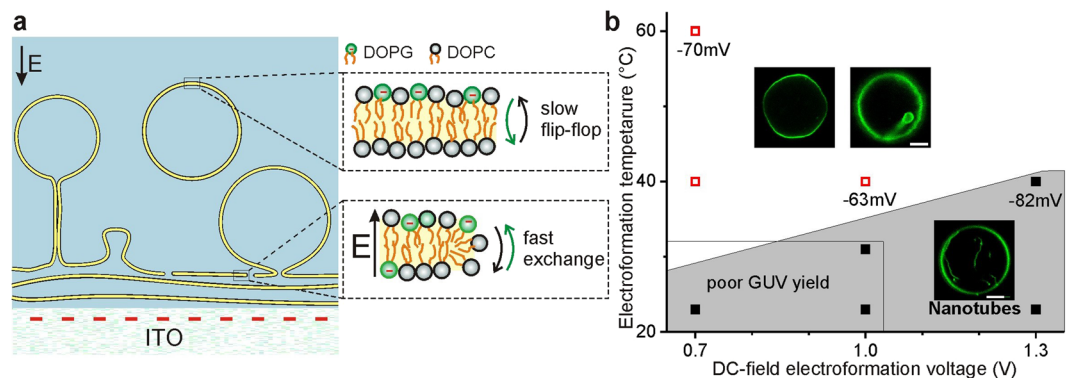 a
E
DOPG
DOPC
slow
flip-flop
E
fast
exchange
ITO
b
Electroformation tempetarure (°C)
60
40
20
-70mV
-63mV
-82mV
poor GUV yield
Nanotubes
0.7
1.0
1.3
DC-field electroformation voltage (V)